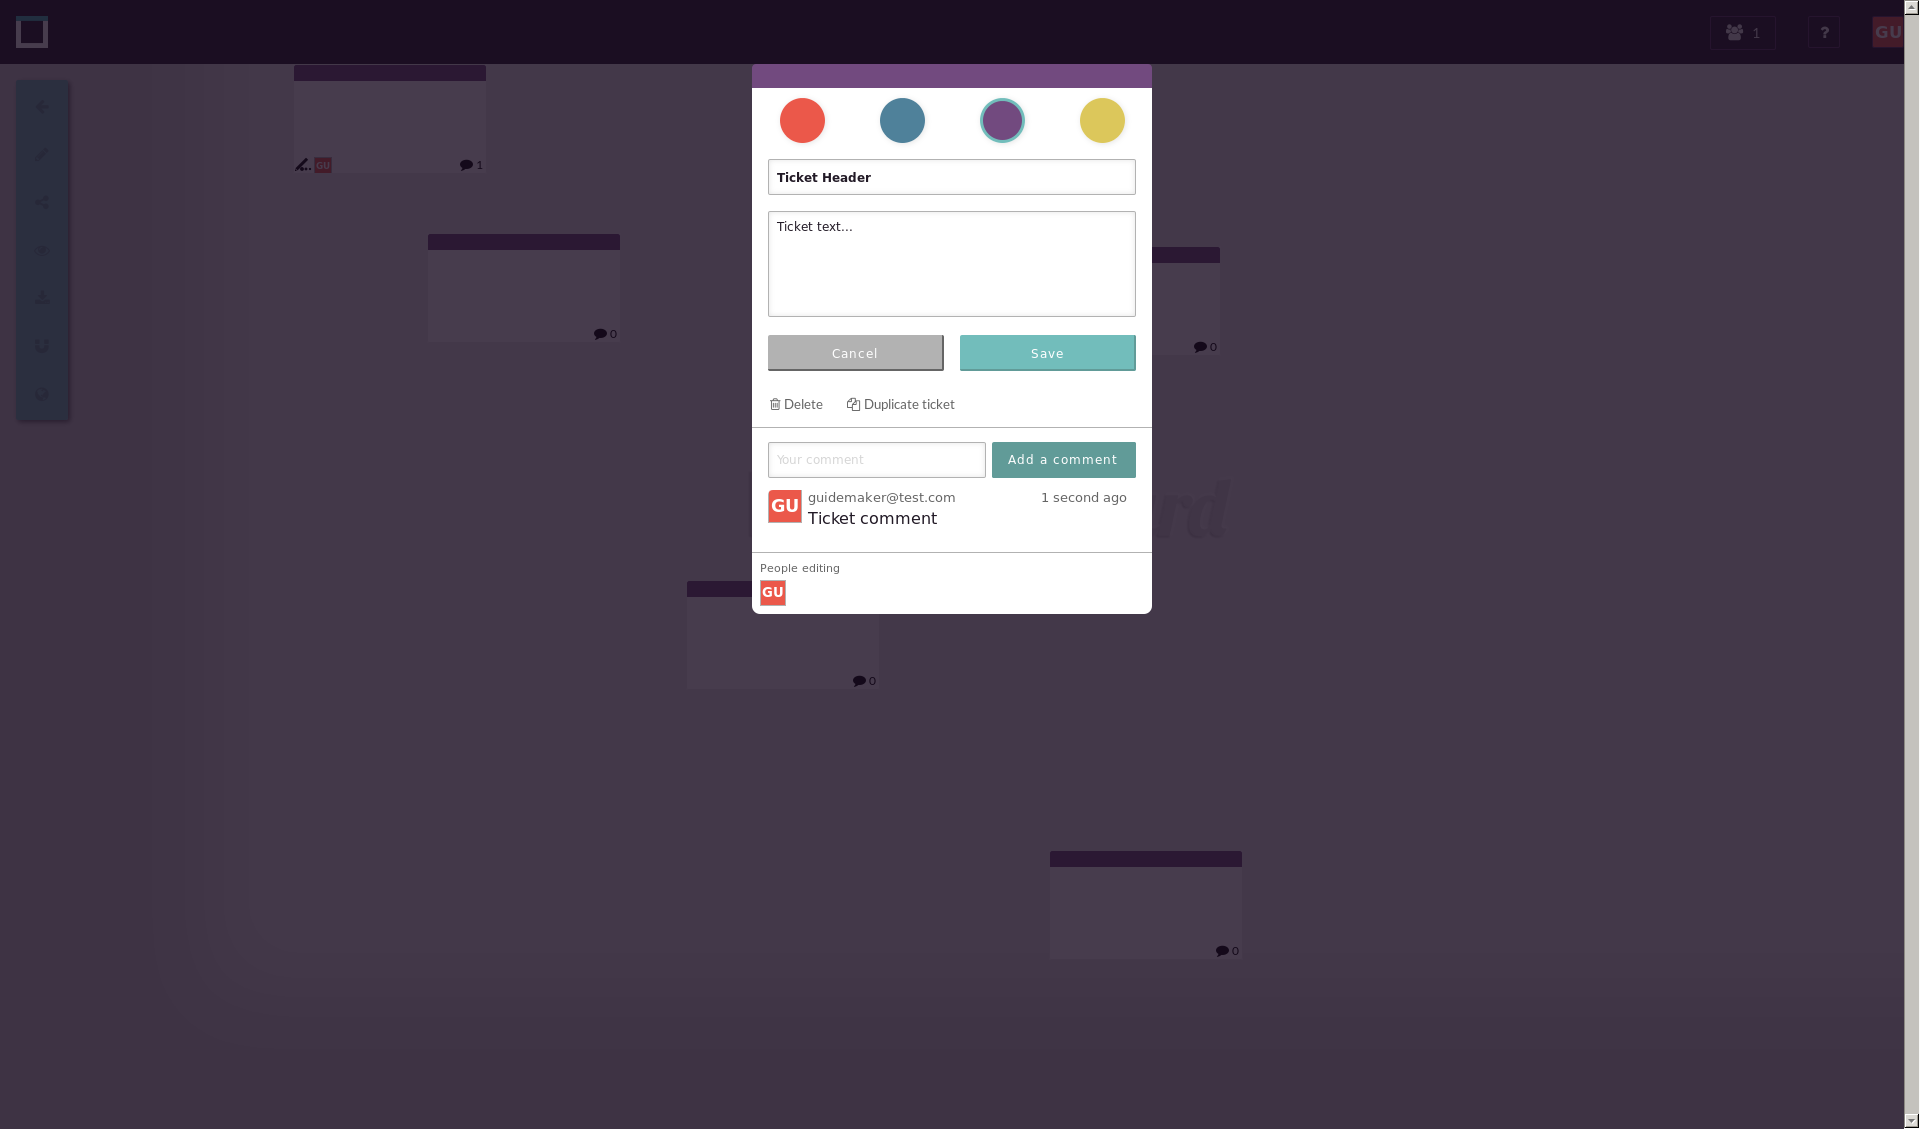 1
?
GU
GU
1
0
0
0
0
Ticket Header
Ticket text...
Cancel
Save
Delete
Duplicate ticket
Your comment
Add a comment
GU
guidemaker@test.com
1 second ago
Ticket comment
People editing
GU